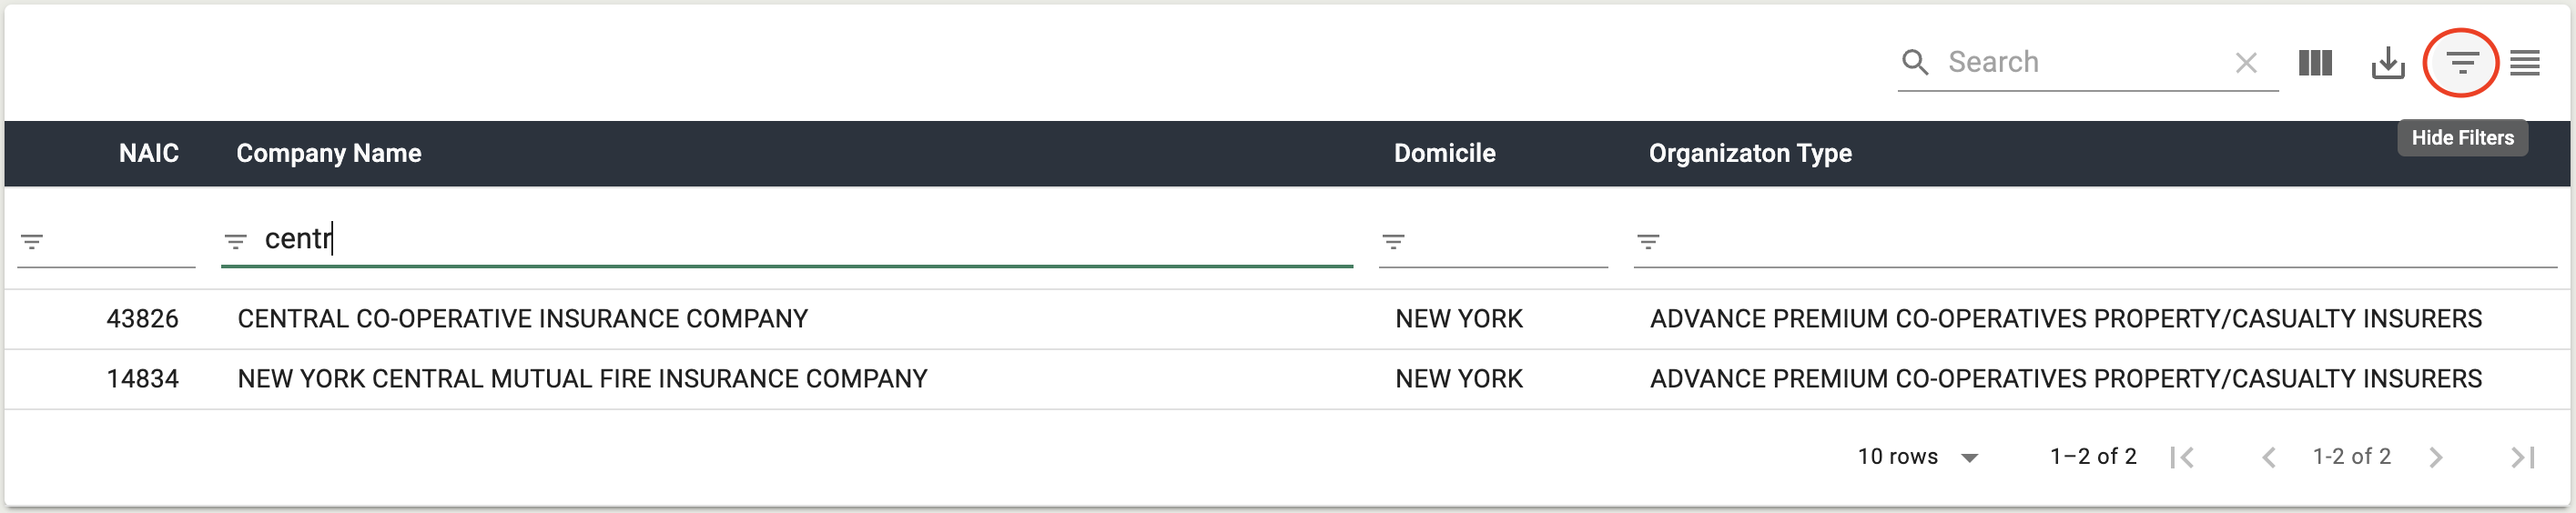 Search
NAIC Company Name Domicile Organizaton Type
Hide Filters
centr
43826 CENTRAL CO-OPERATIVE INSURANCE COMPANY NEW YORK ADVANCE PREMIUM CO-OPERATIVES PROPERTY/CASUALTY INSURERS
14834 NEW YORK CENTRAL MUTUAL FIRE INSURANCE COMPANY NEW YORK ADVANCE PREMIUM CO-OPERATIVES PROPERTY/CASUALTY INSURERS
10 rows 1–2 of 2 1-2 of 2